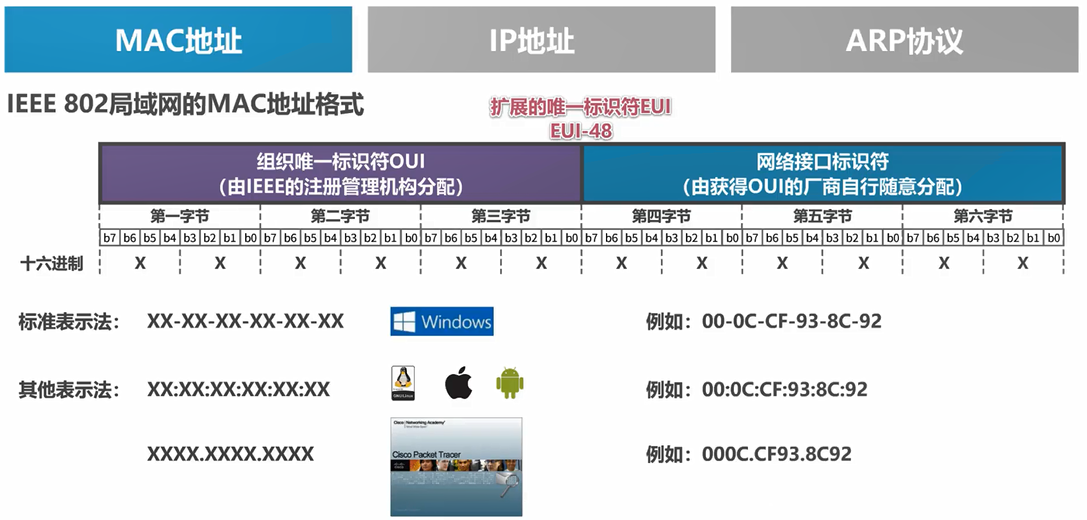 MAC地址 IP地址 ARP协议
IEEE 802局域网的MAC地址格式
扩展的唯一标识符EUI
EUI-48
组织唯一标识符OUI 网络接口标识符
（由IEEE的注册管理机构分配） （由获得OUI的厂商自行随意分配）
第一字节 第二字节 第三字节 第四字节 第五字节 第六字节
b7 b6 b5 b4 b3 b2 b1 b0 b7 b6 b5 b4 b3 b2 b1 b0 b7 b6 b5 b4 b3 b2 b1 b0 b7 b6 b5 b4 b3 b2 b1 b0 b7 b6 b5 b4 b3 b2 b1 b0 b7 b6 b5 b4 b3 b2 b1 b0
十六进制 X X X X X X X X X X X X
标准表示法： XX-XX-XX-XX-XX-XX Windows 例如：00-0C-CF-93-8C-92
其他表示法： XX:XX:XX:XX:XX:XX 例如：00:0C:CF:93:8C:92
Cisco Networking Academy
XXXX.XXXX.XXXX Cisco Packet Tracer 例如：000C.CF93.8C92